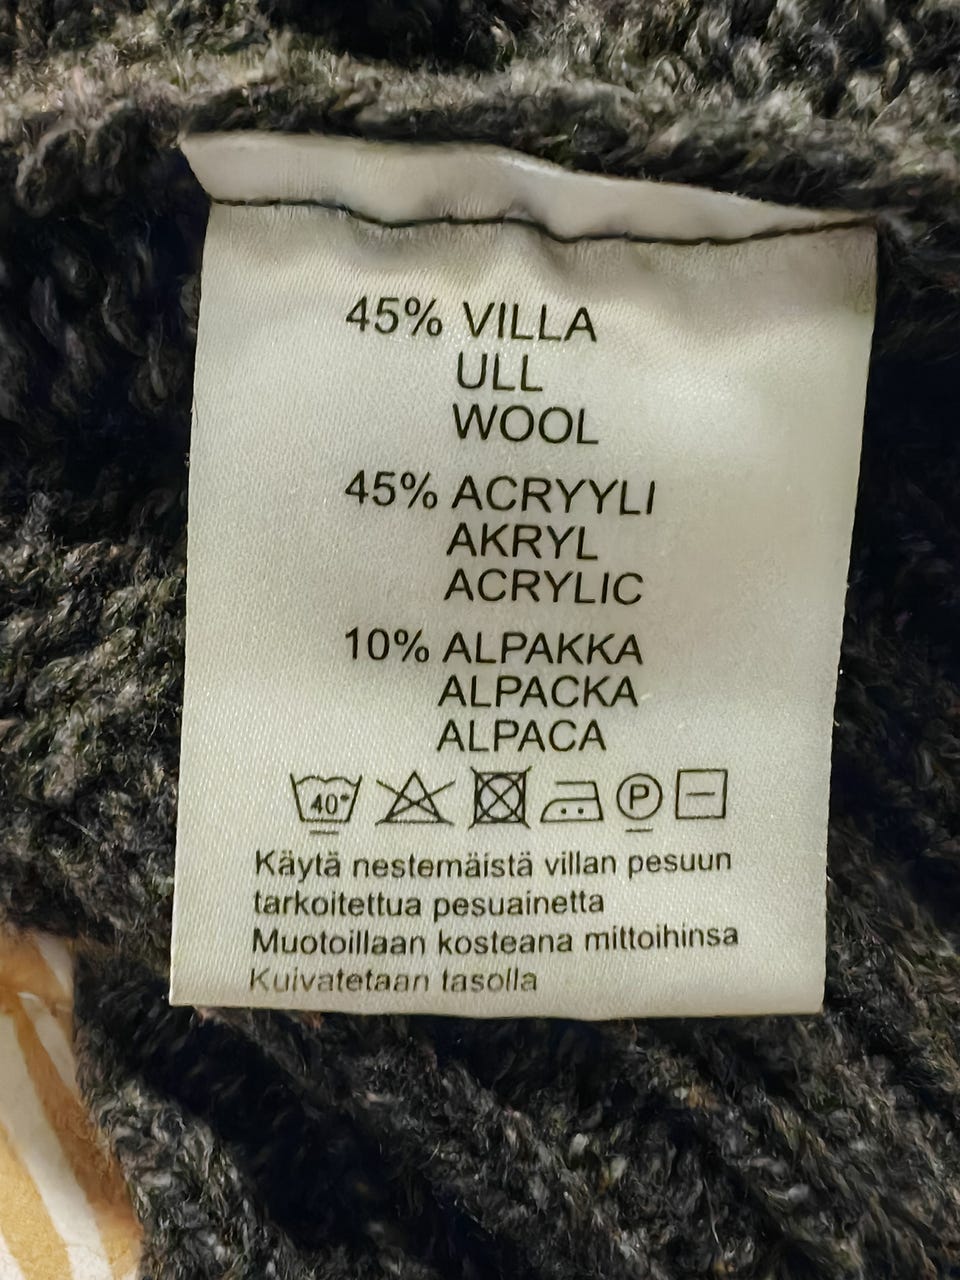 45% VILLA
ULL
WOOL
45% ACRYYLI
AKRYL
ACRYLIC
10% ALPAKKA
ALPACKA
ALPACA
40° P
Käytä nestemäistä villan pesuun
tarkoitettua pesuainetta
Muotoillaan kosteana mittoihinsa
Kuivatetaan tasolla